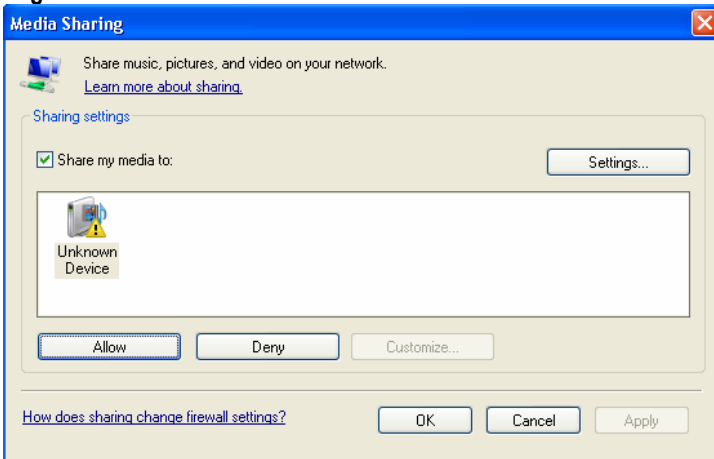 Media Sharing
Share music, pictures, and video on your network.
Learn more about sharing.
Sharing settings
Share my media to:
Settings...
Unknown
Device
Allow
Deny
Customize...
How does sharing change firewall settings?
OK
Cancel
Apply